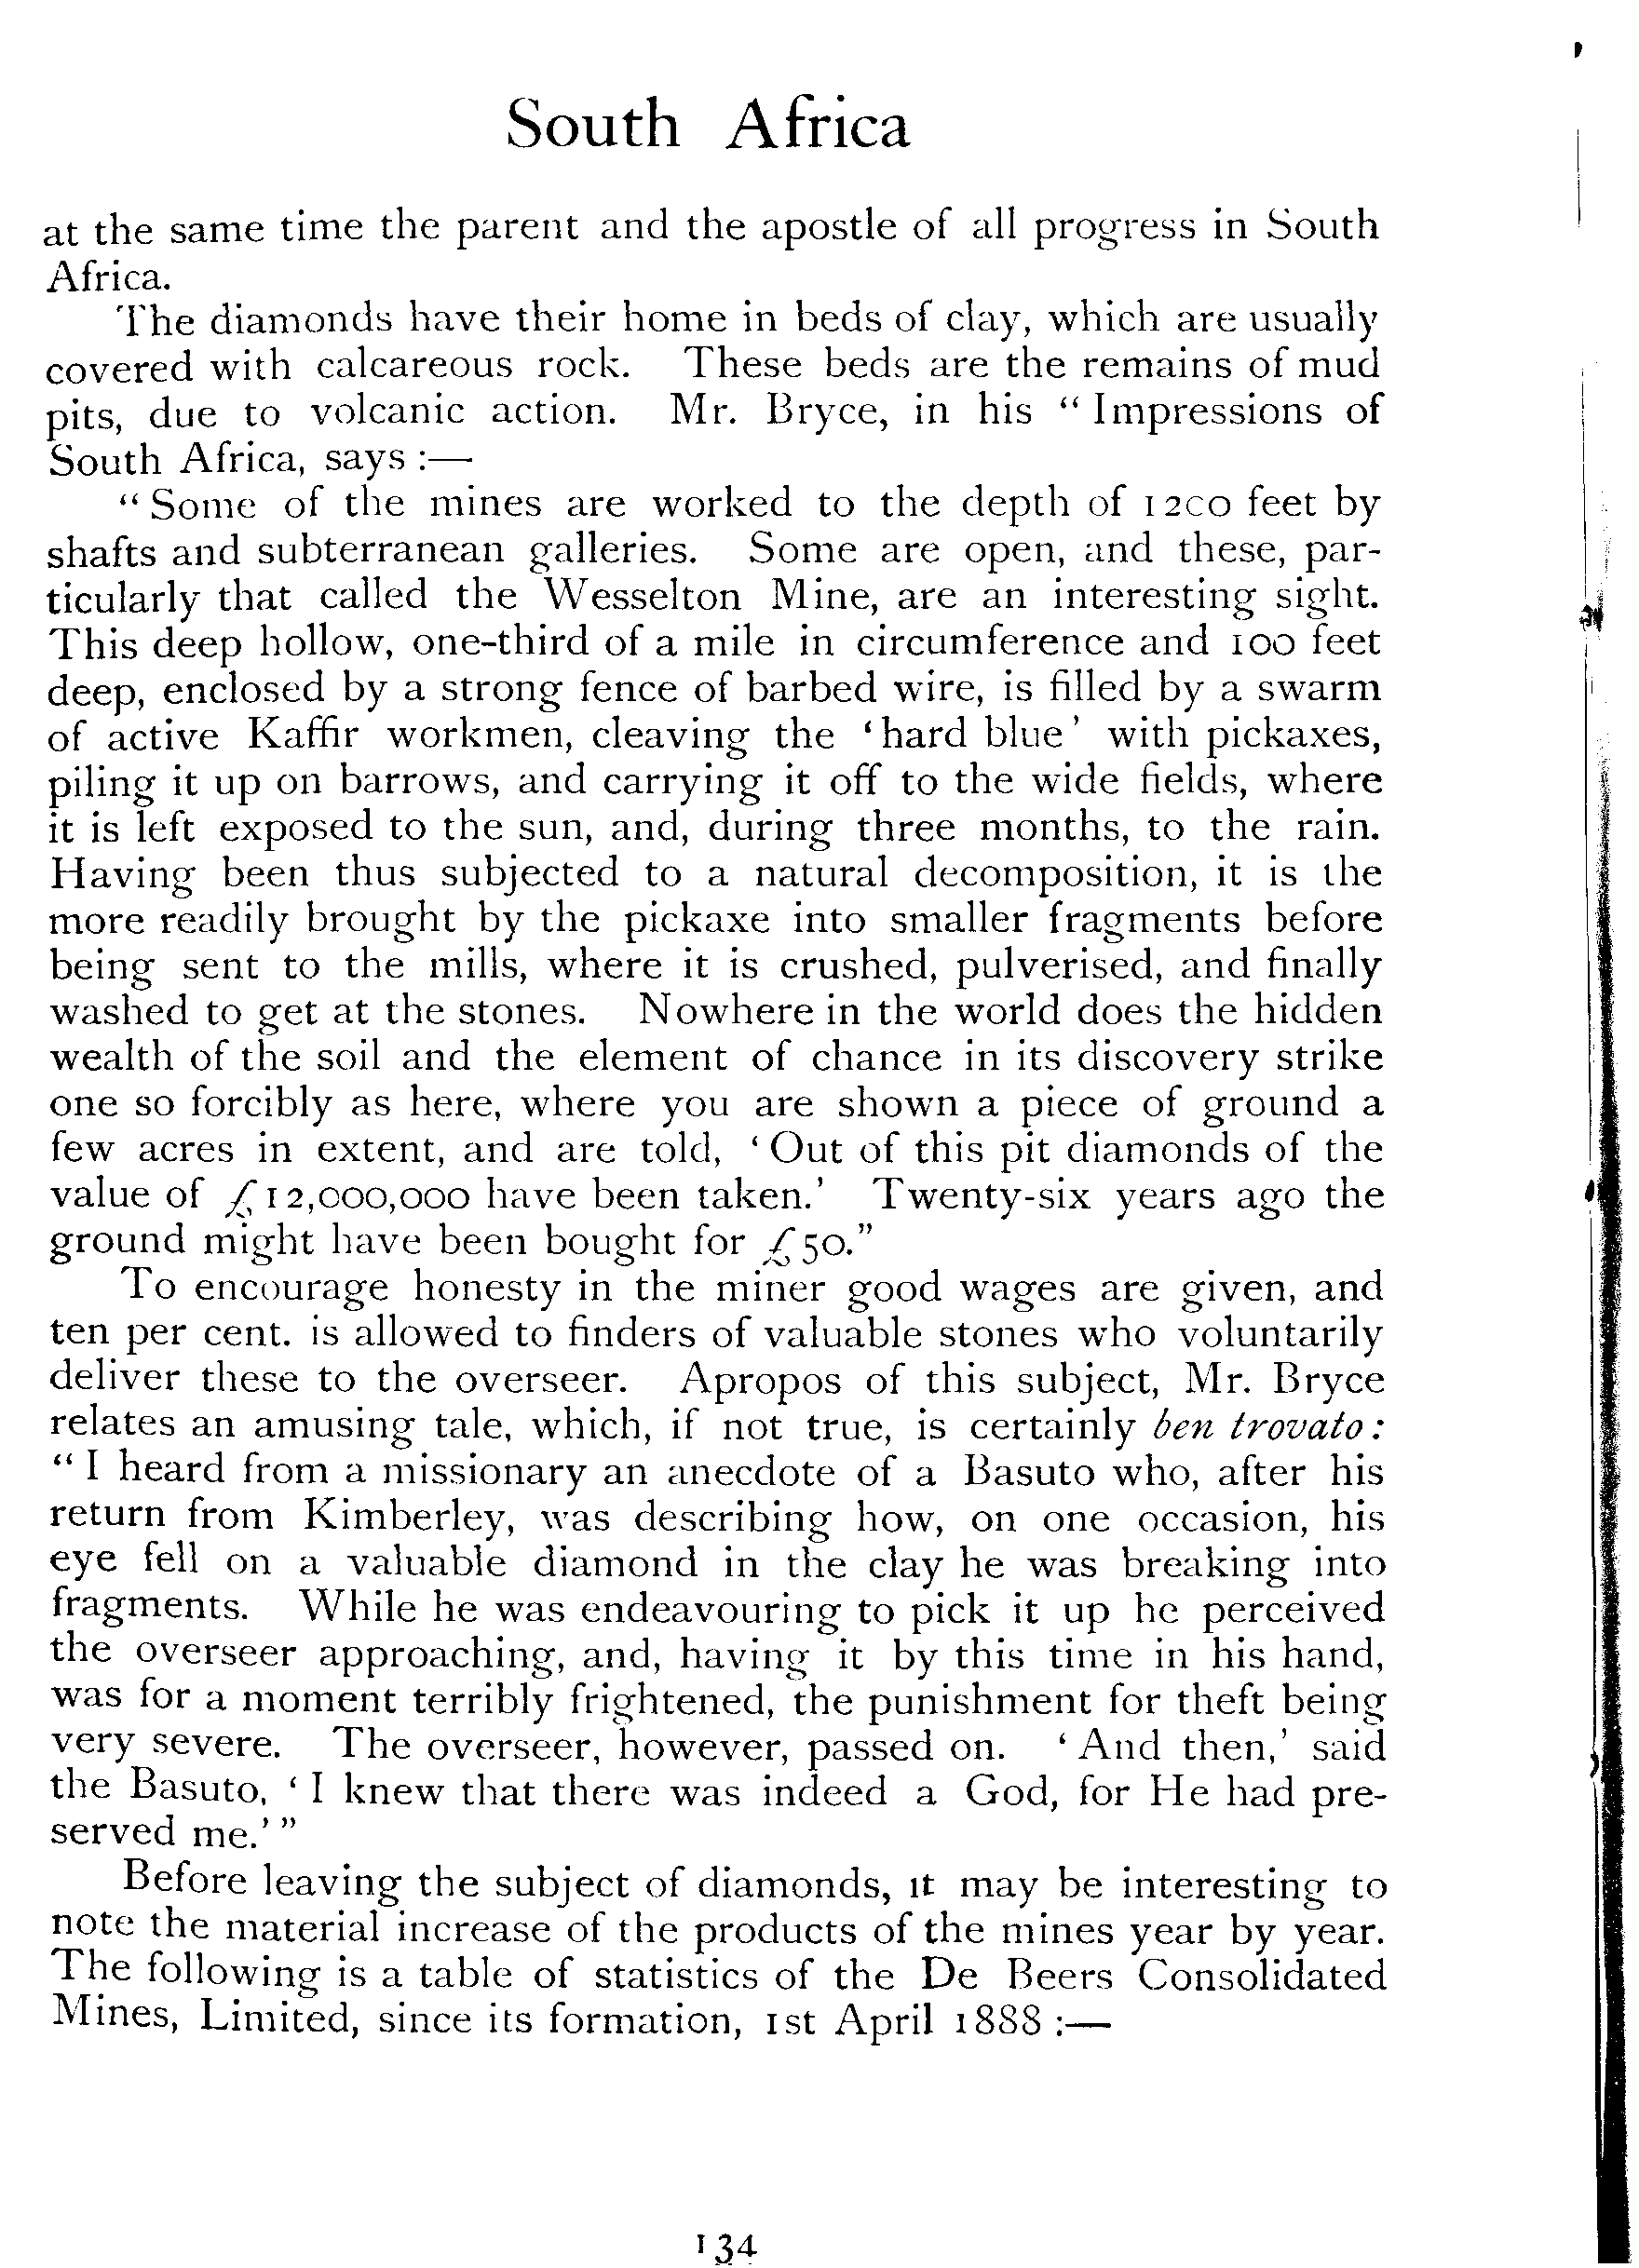 South Africa
at the same time the parent and the apostle of all progress in South
Africa.
The diamonds have their home in beds of clay, which are usually
covered with calcareous rock. These beds are the remains of mud
pits, due to volcanic action. Mr. Bryce, in his “Impressions of
South Africa, says :—
“Some of the mines are worked to the depth of 12co feet by
shafts and subterranean galleries. Some are open, and these, par-
ticularly that called the Wesselton Mine, are an interesting sight.
This deep hollow, one-third of a mile in circumference and 100 feet
deep, enclosed by a strong fence of barbed wire, is filled by a swarm
of active Kaffir workmen, cleaving the ‘hard blue’ with pickaxes,
piling it up on barrows, and carrying it off to the wide fields, where
it is left exposed to the sun, and, during three months, to the rain.
Having been thus subjected to a natural decomposition, it is the
more readily brought by the pickaxe into smaller fragments before
being sent to the mills, where it is crushed, pulverised, and finally
washed to get at the stones. Nowhere in the world does the hidden
wealth of the soil and the element of chance in its discovery strike
one so forcibly as here, where you are shown a piece of ground a
few acres in extent, and are told, ‘Out of this pit diamonds of the
value of £12,000,000 have been taken.’ Twenty-six years ago the
ground might have been bought for £50.”
To encourage honesty in the miner good wages are given, and
ten per cent. is allowed to finders of valuable stones who voluntarily
deliver these to the overseer. Apropos of this subject, Mr. Bryce
relates an amusing tale, which, if not true, is certainly ben trovato :
“I heard from a missionary an anecdote of a Basuto who, after his
return from Kimberley, was describing how, on one occasion, his
eye fell on a valuable diamond in the clay he was breaking into
fragments. While he was endeavouring to pick it up he perceived
the overseer approaching, and, having it by this time in his hand,
was for a moment terribly frightened, the punishment for theft being
very severe. The overseer, however, passed on. ‘And then,’ said
the Basuto, ‘I knew that there was indeed a God, for He had pre-
served me.’”
Before leaving the subject of diamonds, it may be interesting to
note the material increase of the products of the mines year by year.
The following is a table of statistics of the De Beers Consolidated
Mines, Limited, since its formation, 1st April 1888 :—
134